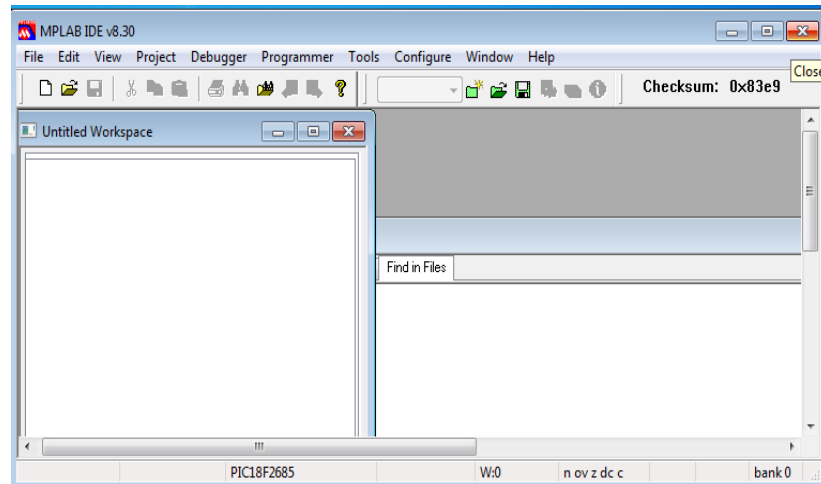 MPLAB IDE v8.30
File Edit View Project Debugger Programmer Tools Configure Window Help
Checksum: 0x83e9
Close
Untitled Workspace
Find in Files
PIC18F2685 W:0 n ov z dc c bank 0